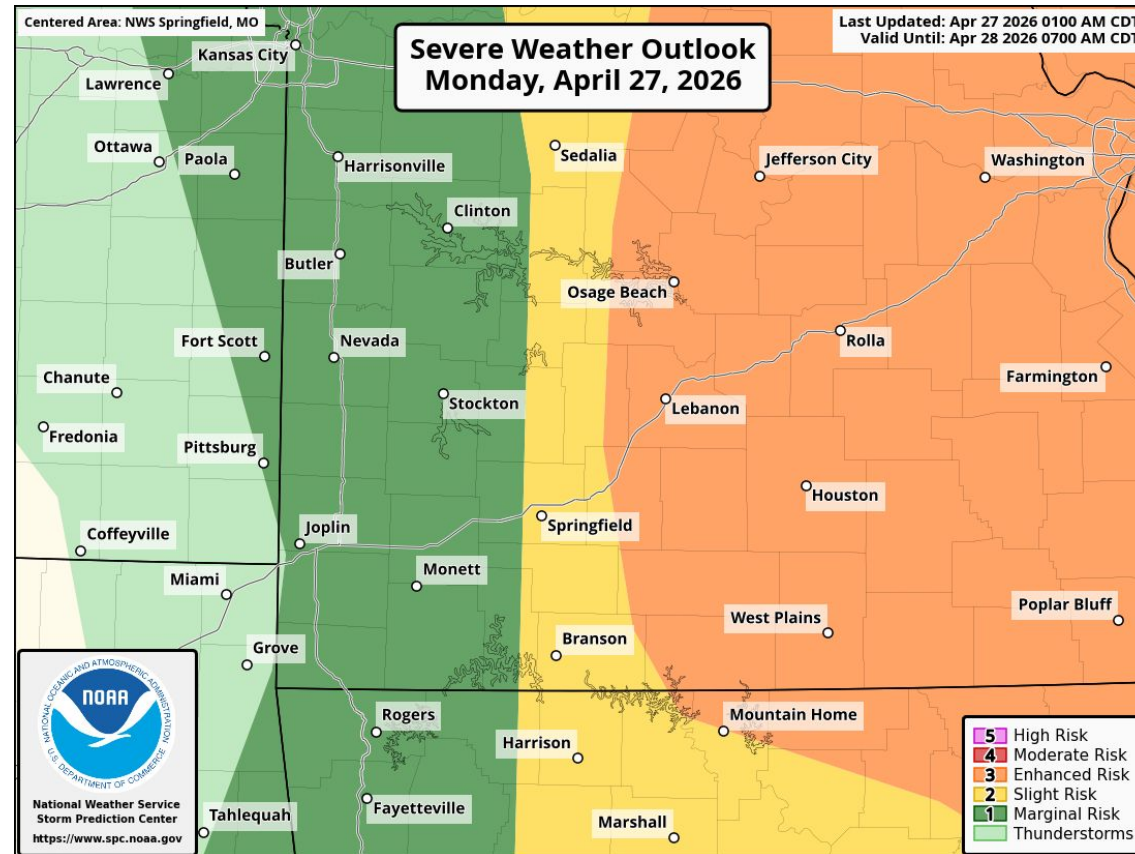 Centered Area: NWS Springfield, MO
Last Updated: Apr 27 2026 0100 AM CDT
Valid Until: Apr 28 2026 0700 AM CDT
Severe Weather Outlook
Monday, April 27, 2026
Kansas City
Lawrence
Ottawa
Paola
Harrisonville
Sedalia
Jefferson City
Washington
Clinton
Butler
Osage Beach
Fort Scott
Nevada
Rolla
Chanute
Stockton
Lebanon
Farmington
Fredonia
Pittsburg
Houston
Coffeyville
Joplin
Springfield
Miami
Monett
West Plains
Poplar Bluff
Grove
Branson
Rogers
Harrison
Mountain Home
Tahlequah
Fayetteville
Marshall
NATIONAL OCEANIC AND ATMOSPHERIC ADMINISTRATION
NOAA
U.S. DEPARTMENT OF COMMERCE
National Weather Service
Storm Prediction Center
https://www.spc.noaa.gov
5 High Risk
4 Moderate Risk
3 Enhanced Risk
2 Slight Risk
1 Marginal Risk
Thunderstorms